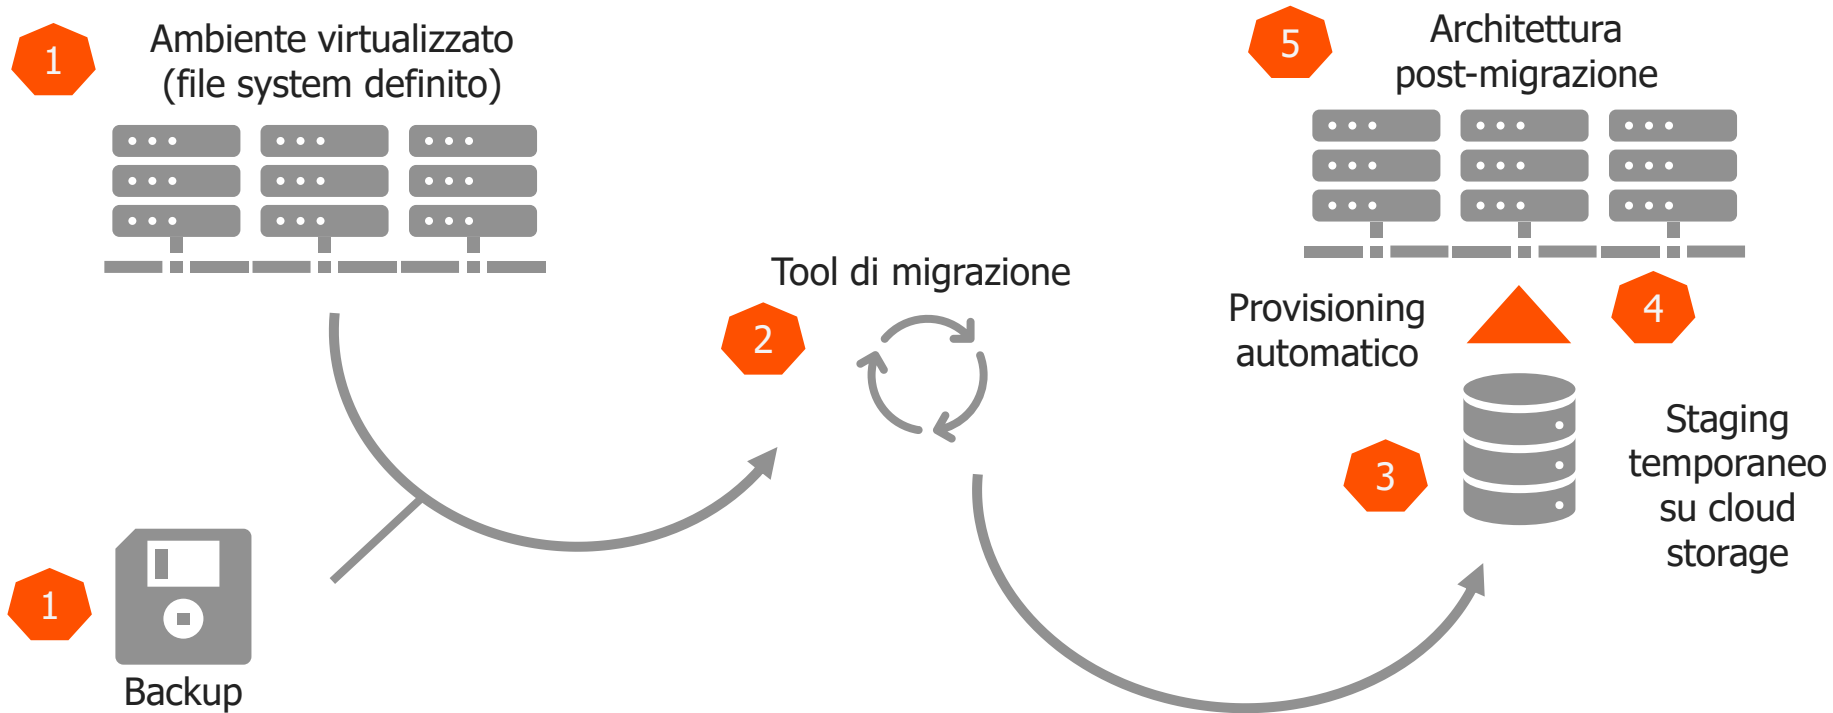 1
Ambiente virtualizzato
(file system definito)
1
Backup
2
Tool di migrazione
3
Staging
temporaneo
su cloud
storage
4
Provisioning
automatico
5
Architettura
post-migrazione